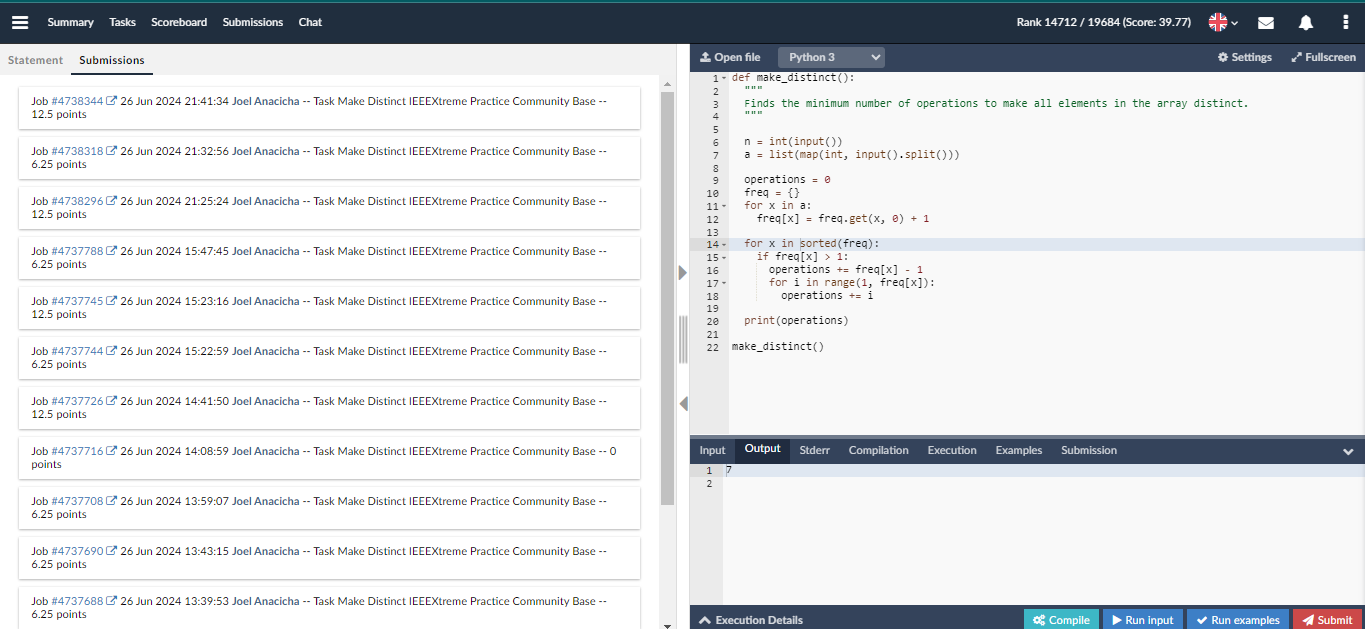 Summary Tasks Scoreboard Submissions Chat Rank 14712 / 19684 (Score: 39.77)
Statement Submissions
Job #4738344 26 Jun 2024 21:41:34 Joel Anacicha -- Task Make Distinct IEEEXtreme Practice Community Base --
12.5 points
Job #4738318 26 Jun 2024 21:32:56 Joel Anacicha -- Task Make Distinct IEEEXtreme Practice Community Base --
6.25 points
Job #4738296 26 Jun 2024 21:25:24 Joel Anacicha -- Task Make Distinct IEEEXtreme Practice Community Base --
12.5 points
Job #4737788 26 Jun 2024 15:47:45 Joel Anacicha -- Task Make Distinct IEEEXtreme Practice Community Base --
6.25 points
Job #4737745 26 Jun 2024 15:23:16 Joel Anacicha -- Task Make Distinct IEEEXtreme Practice Community Base --
12.5 points
Job #4737744 26 Jun 2024 15:22:59 Joel Anacicha -- Task Make Distinct IEEEXtreme Practice Community Base --
6.25 points
Job #4737726 26 Jun 2024 14:41:50 Joel Anacicha -- Task Make Distinct IEEEXtreme Practice Community Base --
12.5 points
Job #4737716 26 Jun 2024 14:08:59 Joel Anacicha -- Task Make Distinct IEEEXtreme Practice Community Base -- 0
points
Job #4737708 26 Jun 2024 13:59:07 Joel Anacicha -- Task Make Distinct IEEEXtreme Practice Community Base --
6.25 points
Job #4737690 26 Jun 2024 13:43:15 Joel Anacicha -- Task Make Distinct IEEEXtreme Practice Community Base --
6.25 points
Job #4737688 26 Jun 2024 13:39:53 Joel Anacicha -- Task Make Distinct IEEEXtreme Practice Community Base --
6.25 points
Open file Python 3 Settings Fullscreen
1 def make_distinct():
2 """
3 Finds the minimum number of operations to make all elements in the array distinct.
4 """
5
6 n = int(input())
7 a = list(map(int, input().split()))
8
9 operations = 0
10 freq = {}
11 for x in a:
12 freq[x] = freq.get(x, 0) + 1
13
14 for x in sorted(freq):
15 if freq[x] > 1:
16 operations += freq[x] - 1
17 for i in range(1, freq[x]):
18 operations += i
19
20 print(operations)
21
22 make_distinct()
Input Output Stderr Compilation Execution Examples Submission
1 7
2
Execution Details Compile Run input Run examples Submit